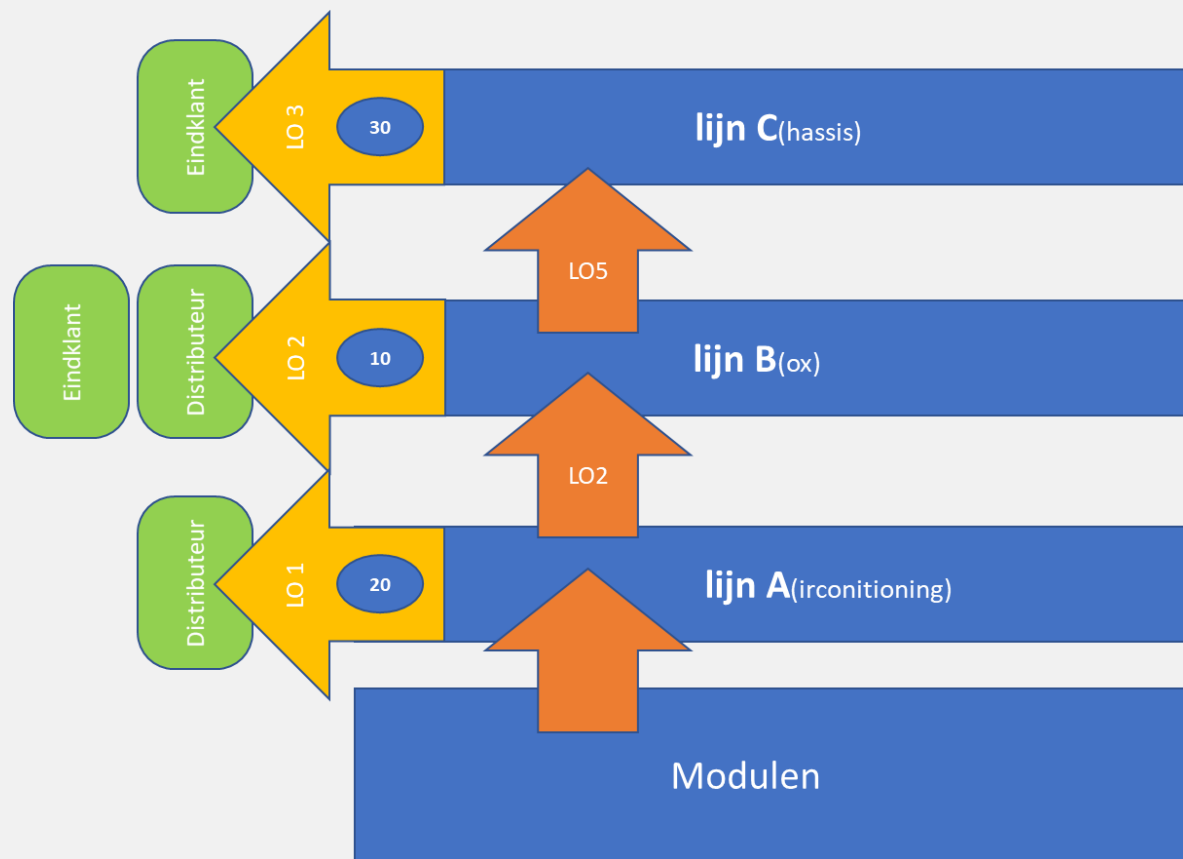 Eindklant
LO 3
30
lijn C(hassis)
LO5
Eindklant
Distributeur
LO 2
10
lijn B(ox)
LO2
Distributeur
LO 1
20
lijn A(irconitioning)
Modulen